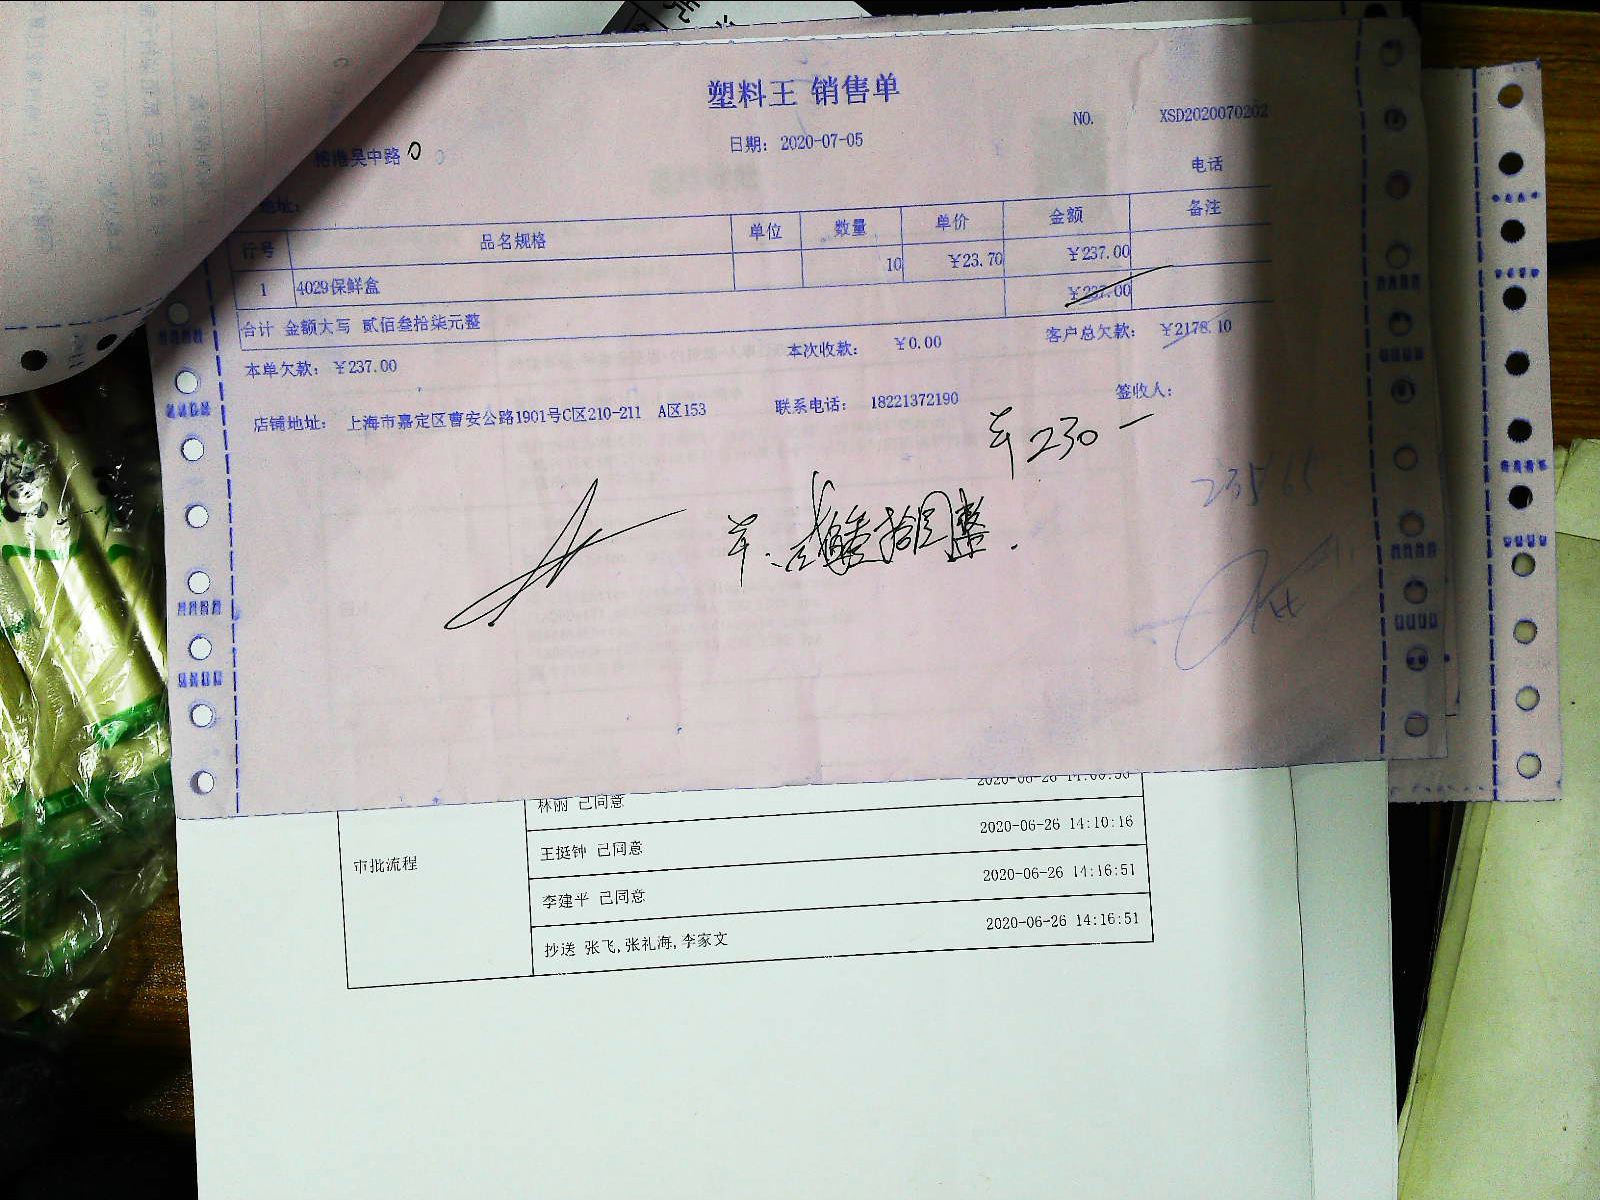 塑料王 销售单
NO. XSD2020070202
吴中路
日期: 2020-07-05
电话
地址:
行号 品名规格 单位 数量 单价 金额 备注
1 4029保鲜盒 10 ¥23.70 ¥237.00
¥237.00
合计 金额大写 贰佰叁拾柒元整
本单欠款: ¥237.00 本次收款: ¥0.00 客户总欠款: ¥2178.10
店铺地址: 上海市嘉定区曹安公路1901号C区210-211 A区153 联系电话: 18221372190 签收人:
230
林丽 已同意
审批流程
王挺钟 已同意 2020-06-26 14:10:16
李建平 已同意 2020-06-26 14:16:51
抄送 张飞,张礼海,李家文 2020-06-26 14:16:51